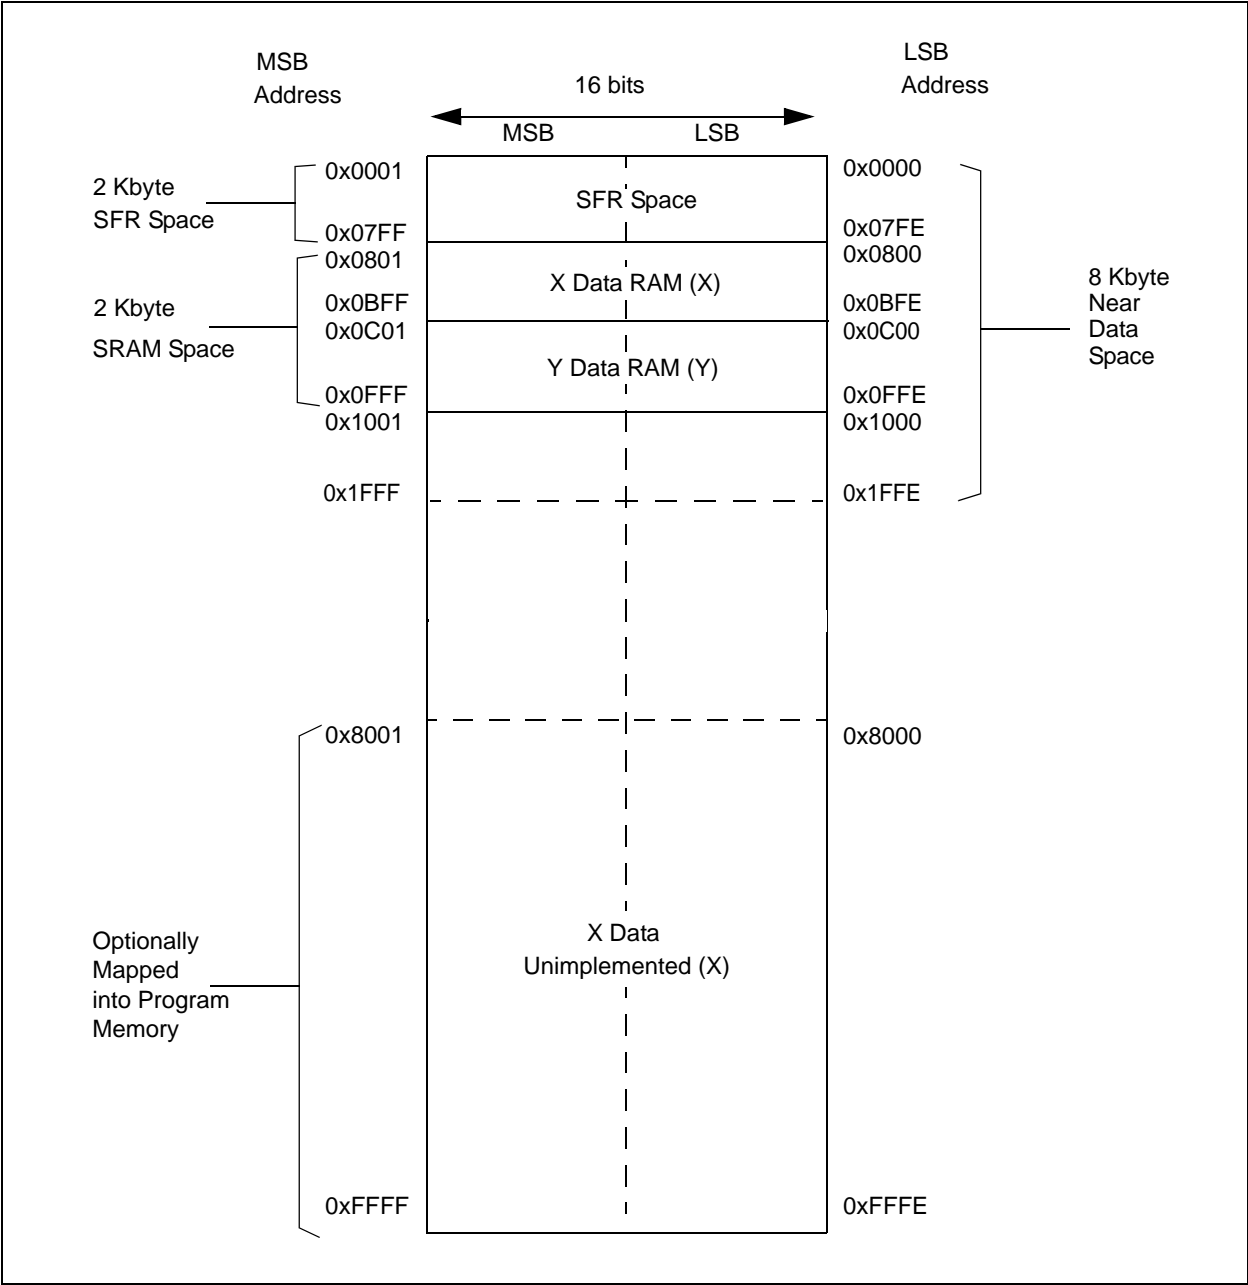 MSB
Address
LSB
Address
16 bits
MSB
LSB
2 Kbyte
SFR Space
0x0001
0x07FF
SFR Space
0x0000
0x07FE
2 Kbyte
SRAM Space
0x0801
0x0BFF
0x0C01
0x0FFF
X Data RAM (X)
Y Data RAM (Y)
0x0800
0x0BFE
0x0C00
0x0FFE
8 Kbyte
Near
Data
Space
0x1001
0x1000
0x1FFF
0x1FFE
0x8001
0x8000
Optionally
Mapped
into Program
Memory
X Data
Unimplemented (X)
0xFFFF
0xFFFE